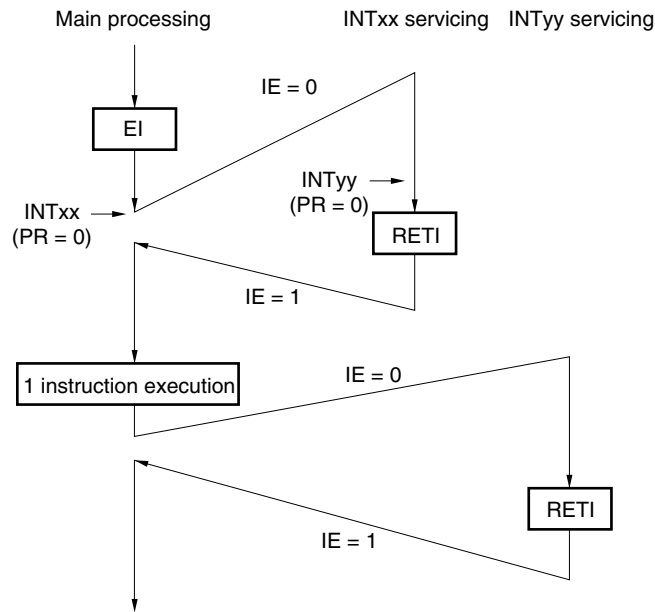 Main processing
INTxx servicing
INTyy servicing
IE = 0
EI
INTyy
(PR = 0)
INTxx
(PR = 0)
RETI
IE = 1
1 instruction execution
IE = 0
RETI
IE = 1